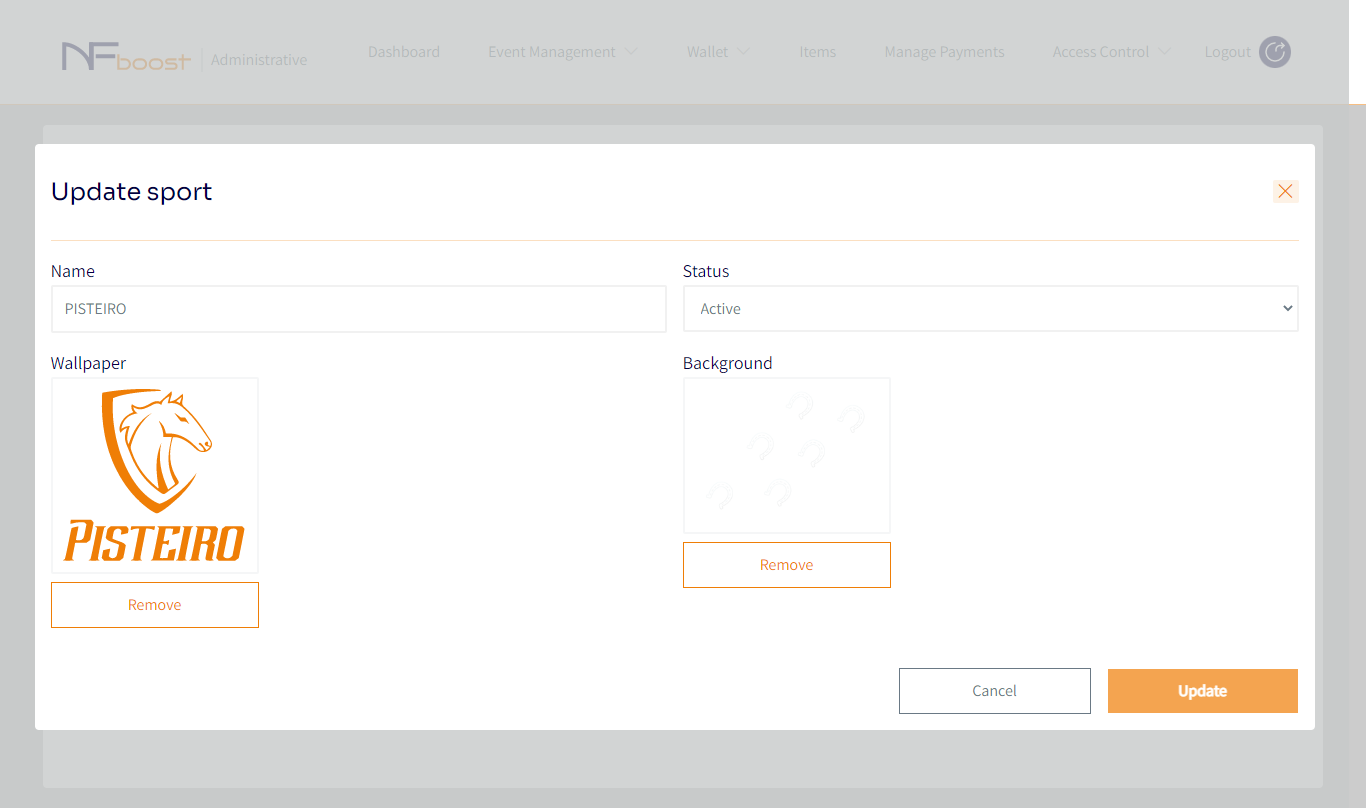 NFboost Administrative Dashboard Event Management Wallet Items Manage Payments Access Control Logout
Update sport
Name
PISTEIRO
Status
Active
Wallpaper
PISTEIRO
Remove
Background
Remove
Cancel
Update